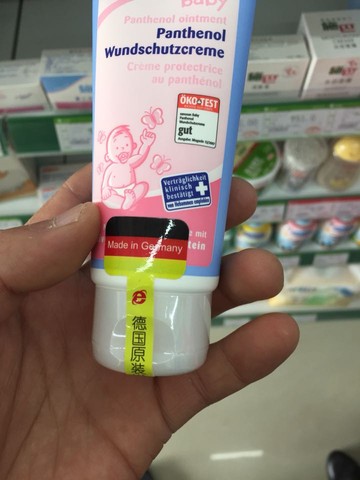 Baby
Panthenol ointment
Panthenol
Wundschutzcreme
Crème protectrice
au panthénol
ÖKO-TEST
gut
Verträglichkeit
klinisch
bestätigt
Made in Germany
mit
e
德国原装